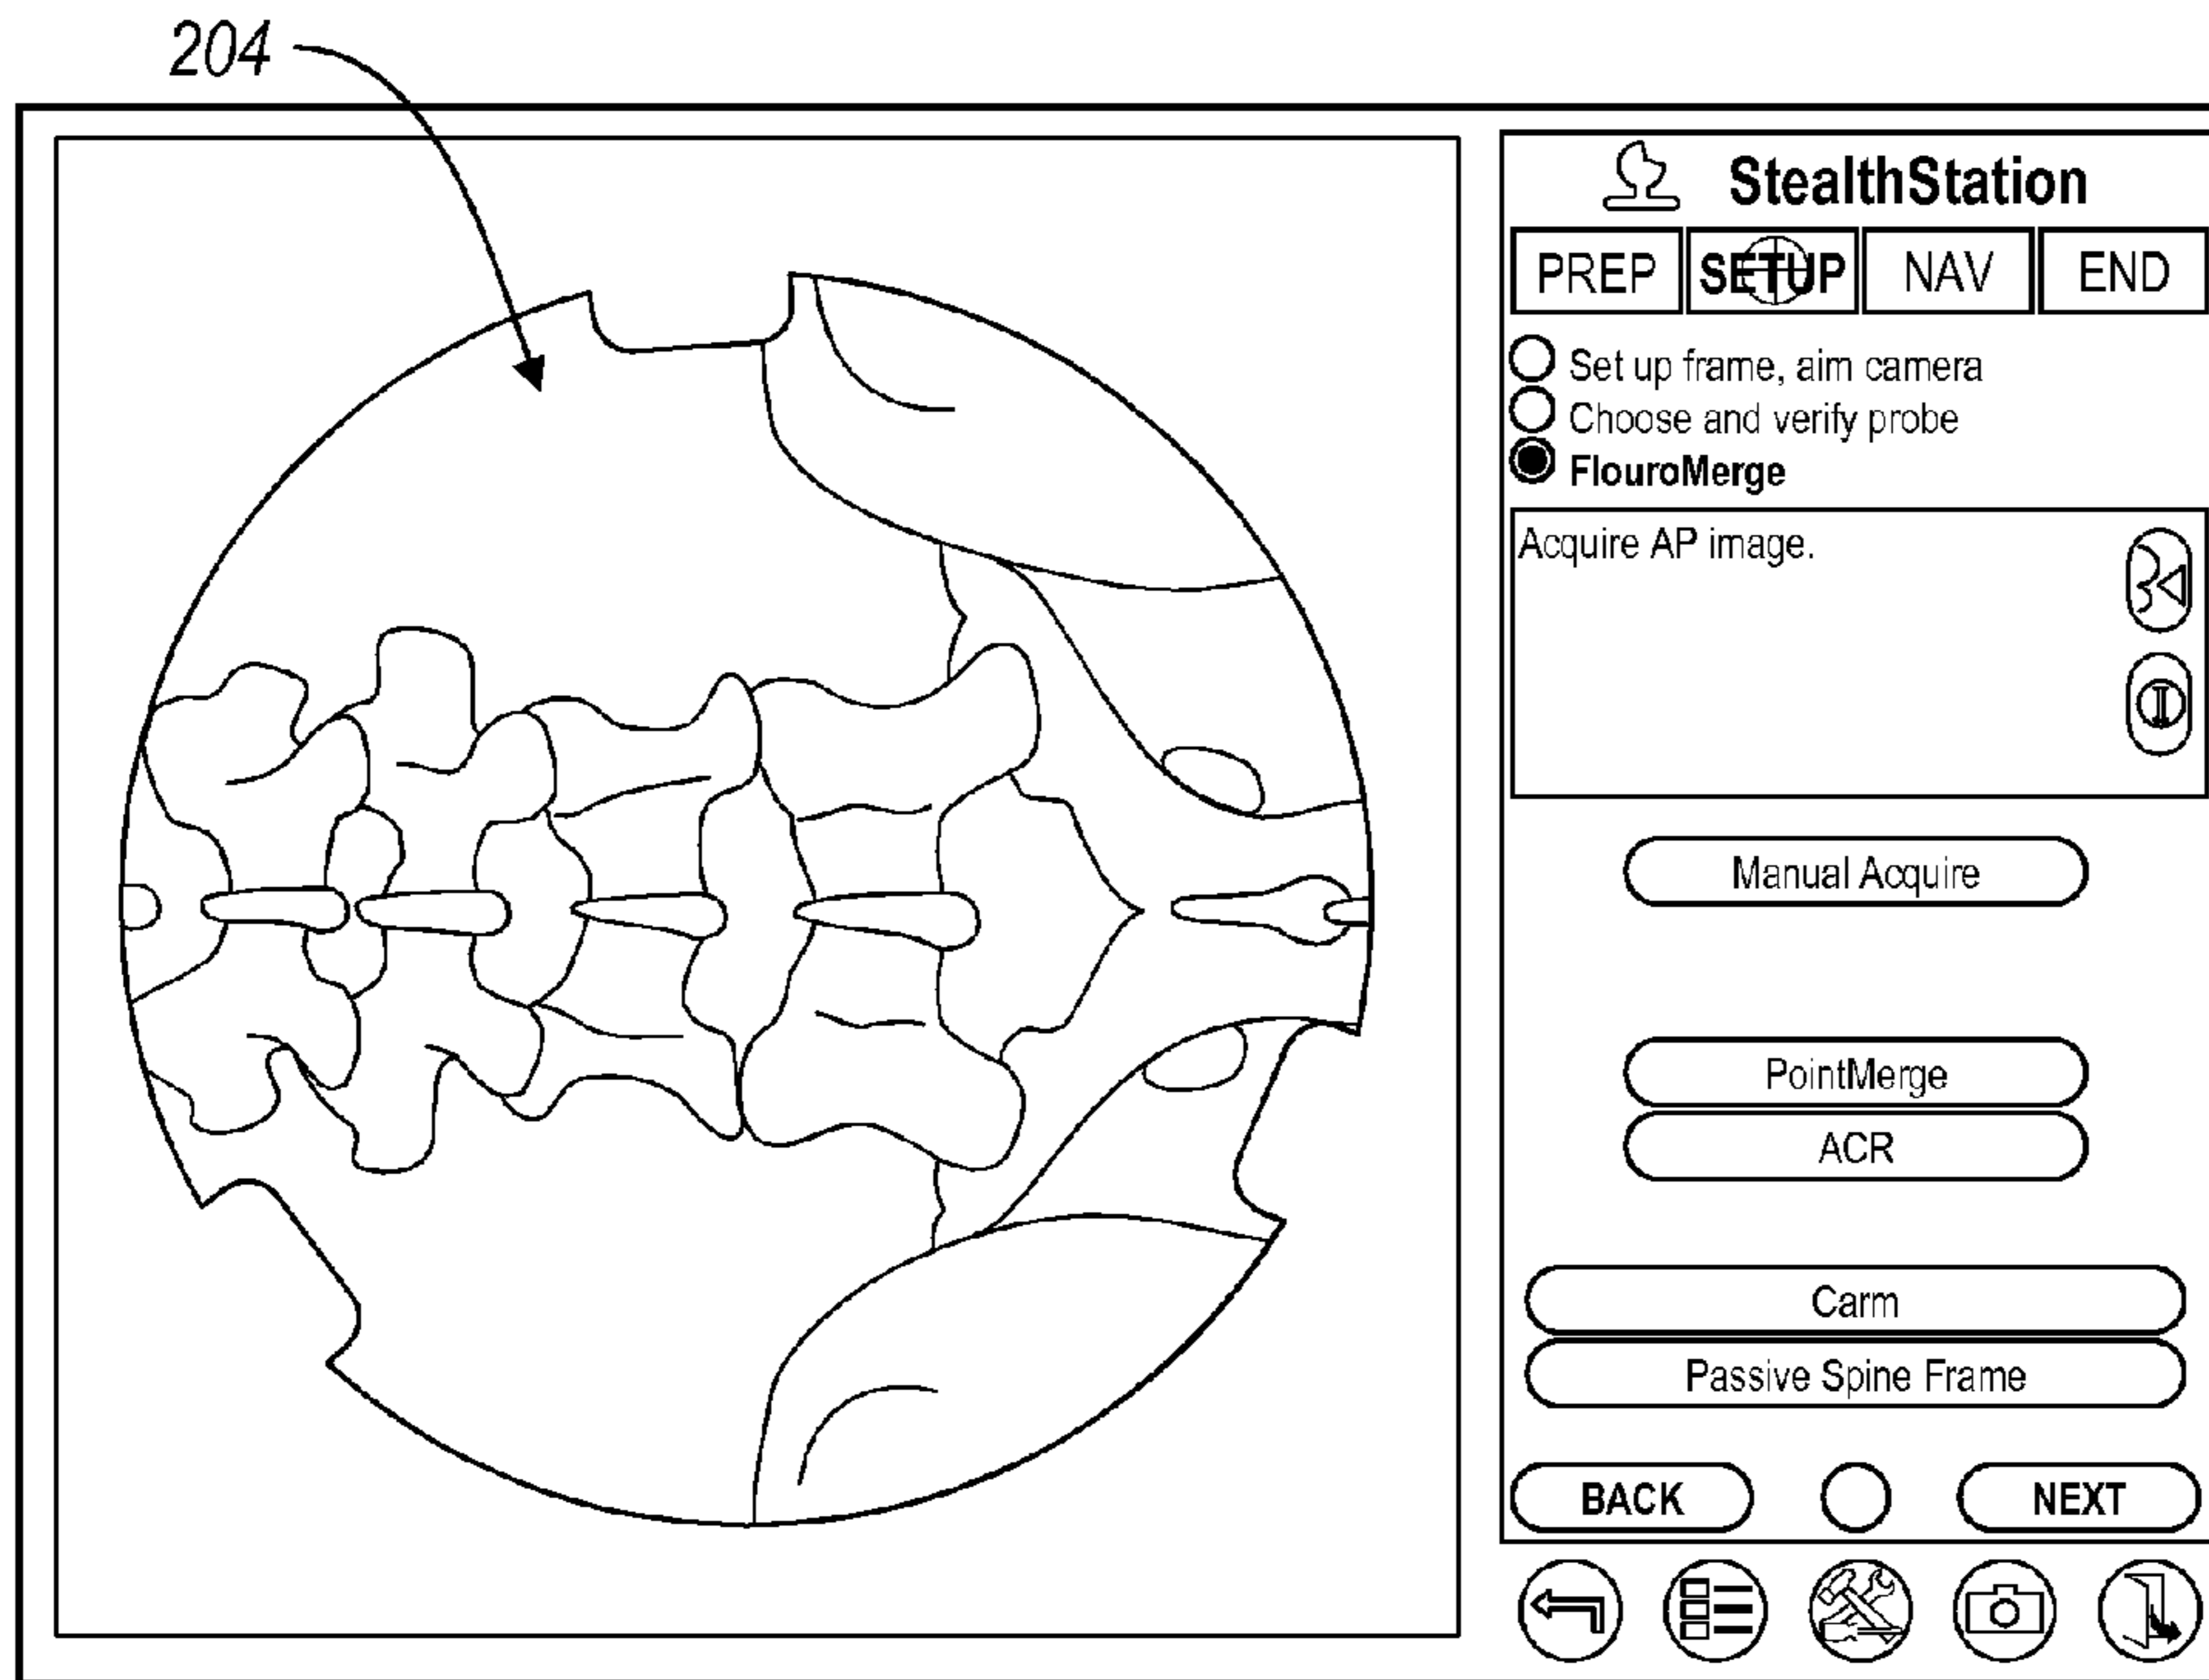 204
StealthStation
PREP SETUP NAV END
Set up frame, aim camera
Choose and verify probe
FlouroMerge
Acquire AP image.
Manual Acquire
PointMerge
ACR
Carm
Passive Spine Frame
BACK NEXT